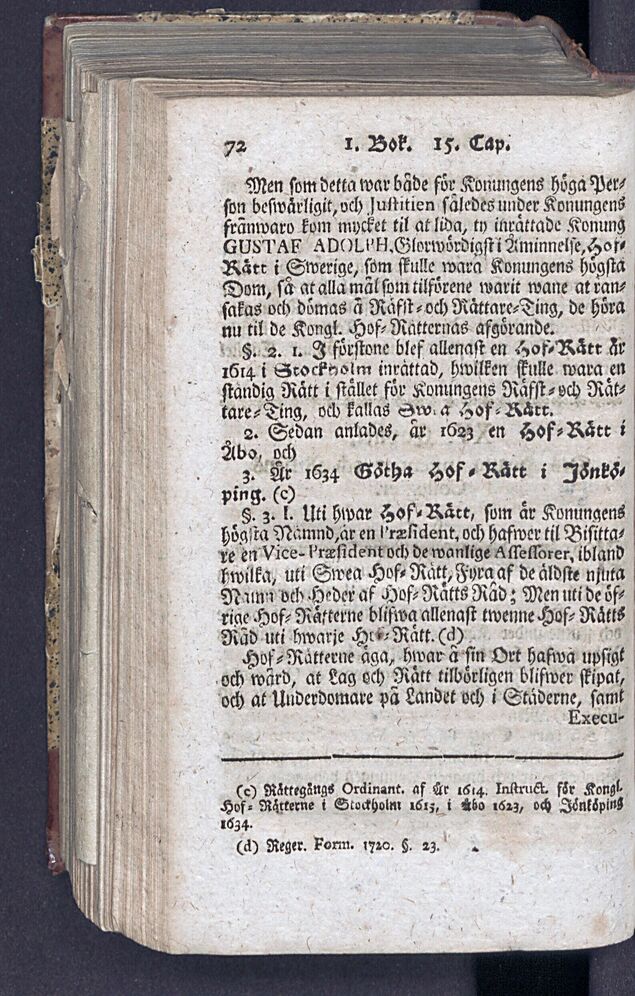 72 1. Bok. 15. Cap.
Men som detta war både för Konungens höga Per-
son beswärligit, och Justitien således under Konungens
frånwaro kom mycket til at lida, ty inrättade Konung
GUSTAF ADOLPH, Glorwördigst i Åminnelse, Hof-
Rätt i Swerige, som skulle wara Konungens högsta
Dom, så at alla mål som tilförene warit wane at ran-
sakas och dömas å Räfst- och Rättare-Ting, de höra
nu til de Kongl. Hof-Rätternas afgörande.
§. 2. 1. I förstone blef allenast en Hof-Rätt år
1614 i Stockholm inrättad, hwilken skulle wara en
ständig Rätt i stället för Konungens Räfst- och Rät-
tare-Ting, och kallas Swea Hof-Rätt.
2. Sedan anlades, år 1623 en Hof-Rätt i
Åbo, och
3. År 1634 Götha Hof-Rätt i Jönkö-
ping. (c)
§. 3. I. Uti hwar Hof-Rätt, som är Konungens
högsta Nämnd, är en Præsident, och hafwer til Bisitta-
re en Vice-Præsident och de wanlige Assessorer, ibland
hwilka, uti Swea Hof-Rätt, Fyra af de äldste njuta
Namn och Heder af Hof-Rätts Råd; Men uti de öf-
rige Hof-Rätterne blifwa allenast twenne Hof-Rätts
Råd uti hwarje Hof-Rätt. (d)
Hof-Rätterne äga, hwar å sin Ort hafwa upsigt
och wård, at Lag och Rätt tilbörligen blifwer skipat,
och at Underdomare på Landet och i Städerne, samt
Execu-
(c) Rättegångs Ordinant. af År 1614. Instruct. för Kongl.
Hof-Rätterne i Stockholm 1615, i Åbo 1623, och Jönköping
1634.
(d) Reger. Form. 1720. §. 23.